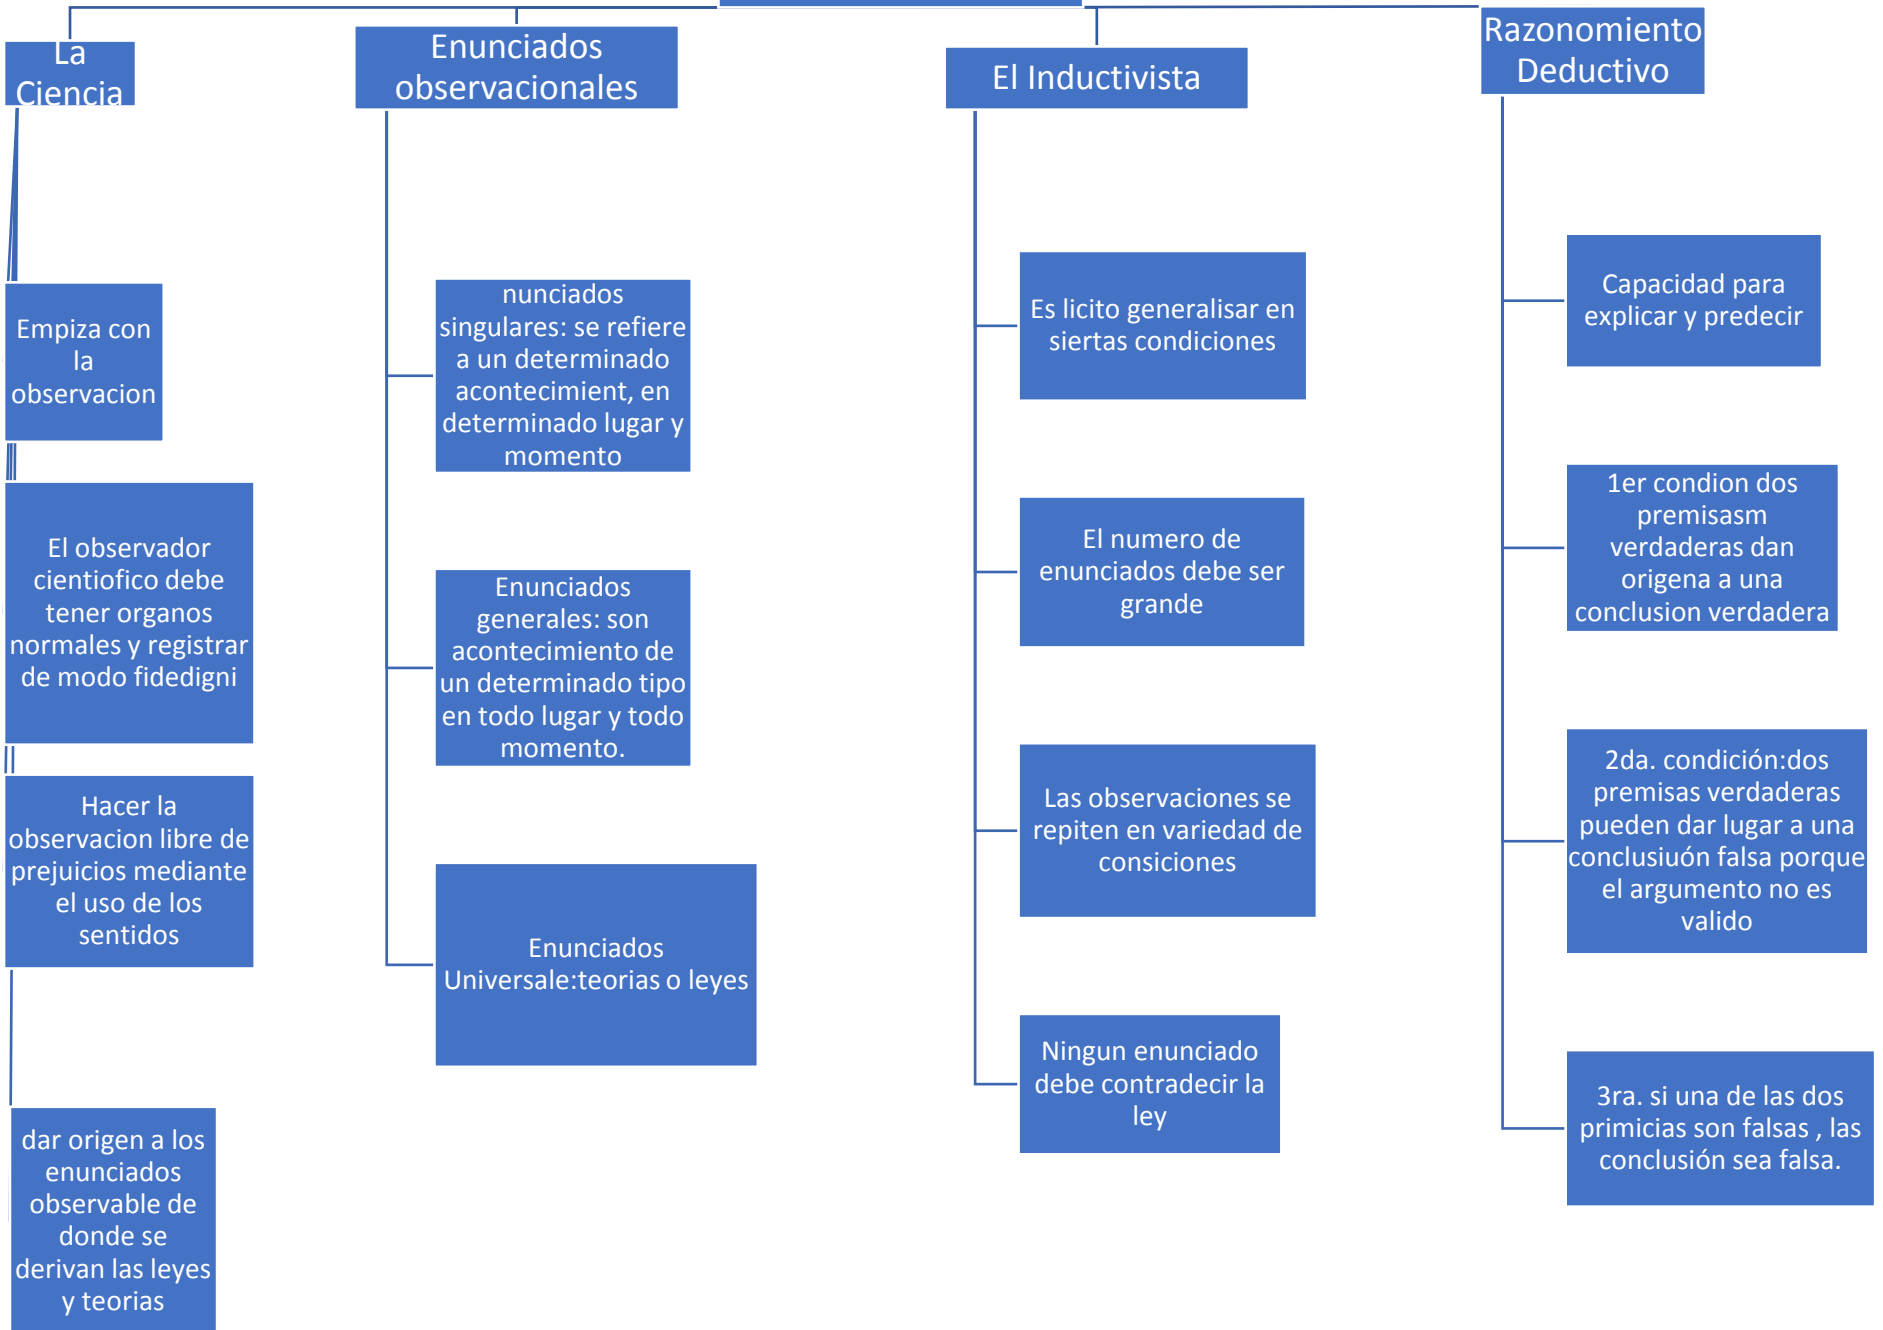 La
Ciencia
Empiza con
la
observacion
El observador
cientiofico debe
tener organos
normales y registrar
de modo fidedigni
Hacer la
observacion libre de
prejuicios mediante
el uso de los
sentidos
dar origen a los
enunciados
observable de
donde se
derivan las leyes
y teorias
Enunciados
observacionales
nunciados
singulares: se refiere
a un determinado
acontecimient, en
determinado lugar y
momento
Enunciados
generales: son
acontecimiento de
un determinado tipo
en todo lugar y todo
momento.
Enunciados
Universale:teorias o leyes
El Inductivista
Es licito generalisar en
siertas condiciones
El numero de
enunciados debe ser
grande
Las observaciones se
repiten en variedad de
consiciones
Ningun enunciado
debe contradecir la
ley
Razonomiento
Deductivo
Capacidad para
explicar y predecir
1er condion dos
premisasm
verdaderas dan
origena a una
conclusion verdadera
2da. condición:dos
premisas verdaderas
pueden dar lugar a una
conclusiuón falsa porque
el argumento no es
valido
3ra. si una de las dos
primicias son falsas , las
conclusión sea falsa.